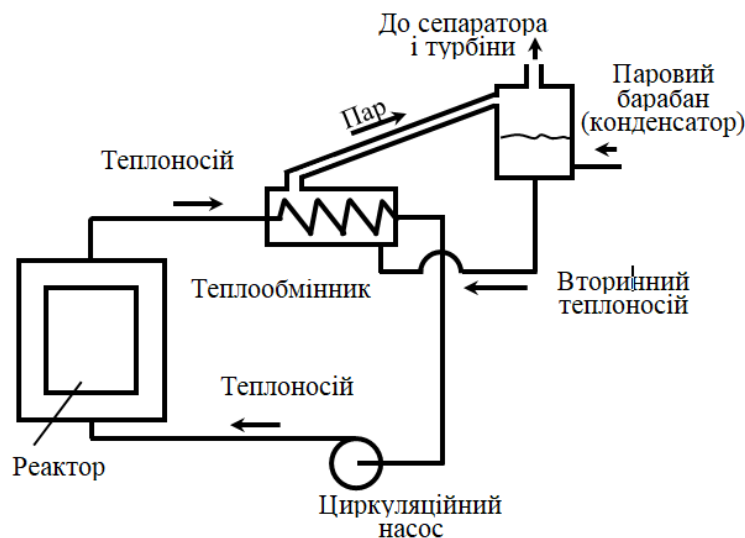 До сепаратора
і турбіни
Паровий
барабан
(конденсатор)
Пар
Теплоносій
Теплообмінник
Вторинний
теплоносій
Теплоносій
Реактор
Циркуляційний
насос